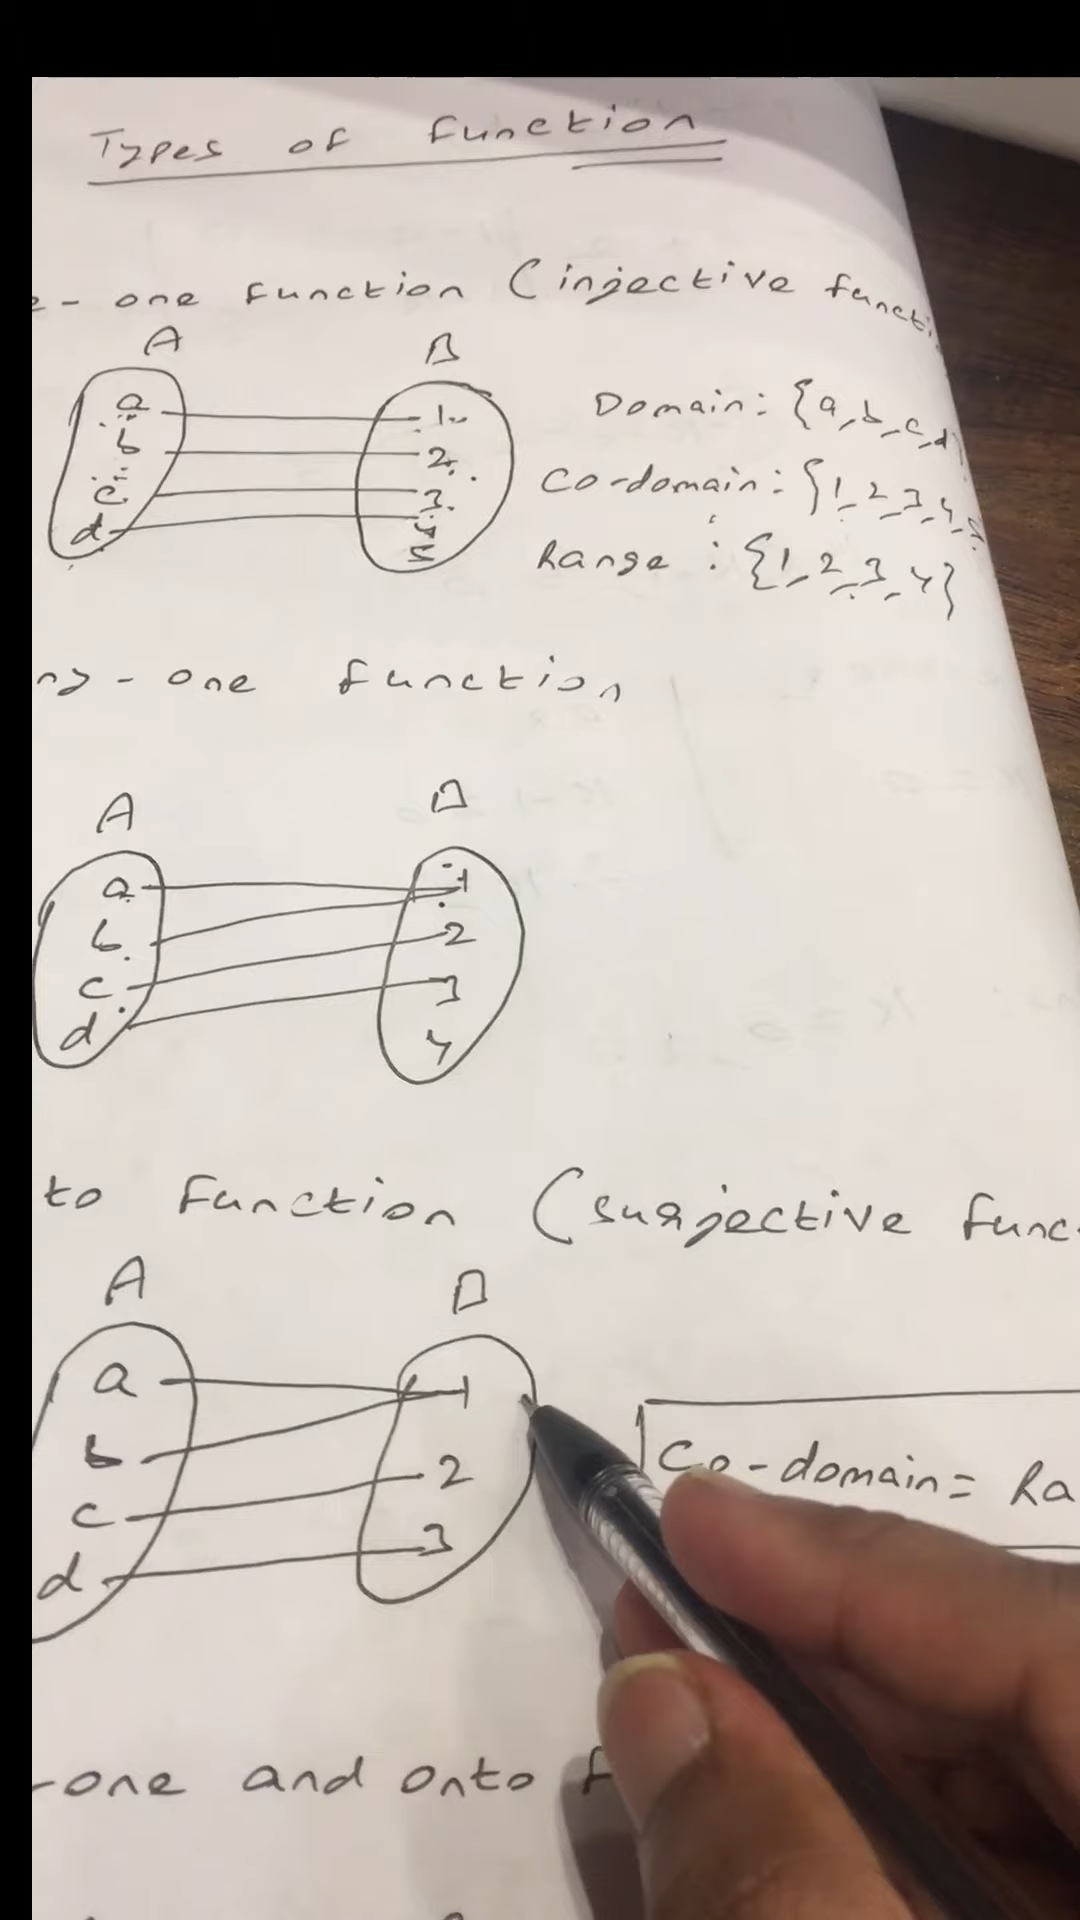 Types of Function
- one function (injective functi
A B
a 1
b 2
c 3
d 4
5
Domain: {a, b, c, d}
Co-domain: {1, 2, 3, 4, 5
Range : {1, 2, 3, 4}
ny - one function
A B
a 1
b 2
c 3
d 4
to Function (surjective func
A B
a 1
b 2
c 3
d
Co-domain = Ra
-one and onto f